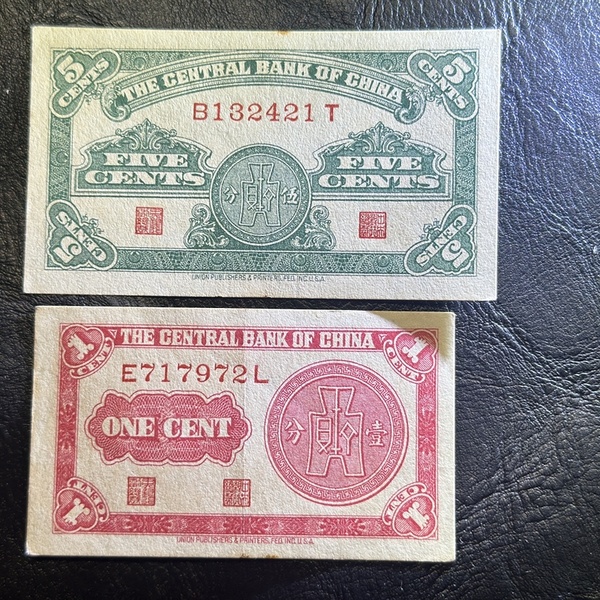 5 CENTS
5 CENTS
THE CENTRAL BANK OF CHINA
B132421 T
FIVE CENTS
FIVE CENTS
分 伍
5 CENTS
5 CENTS
UNION PUBLISHERS & PRINTERS, FED. INC. U.S.A.
1 CENT
1 CENT
THE CENTRAL BANK OF CHINA
E717972L
ONE CENT
分 壹
1 CENT
1 CENT
UNION PUBLISHERS & PRINTERS, FED. INC. U.S.A.